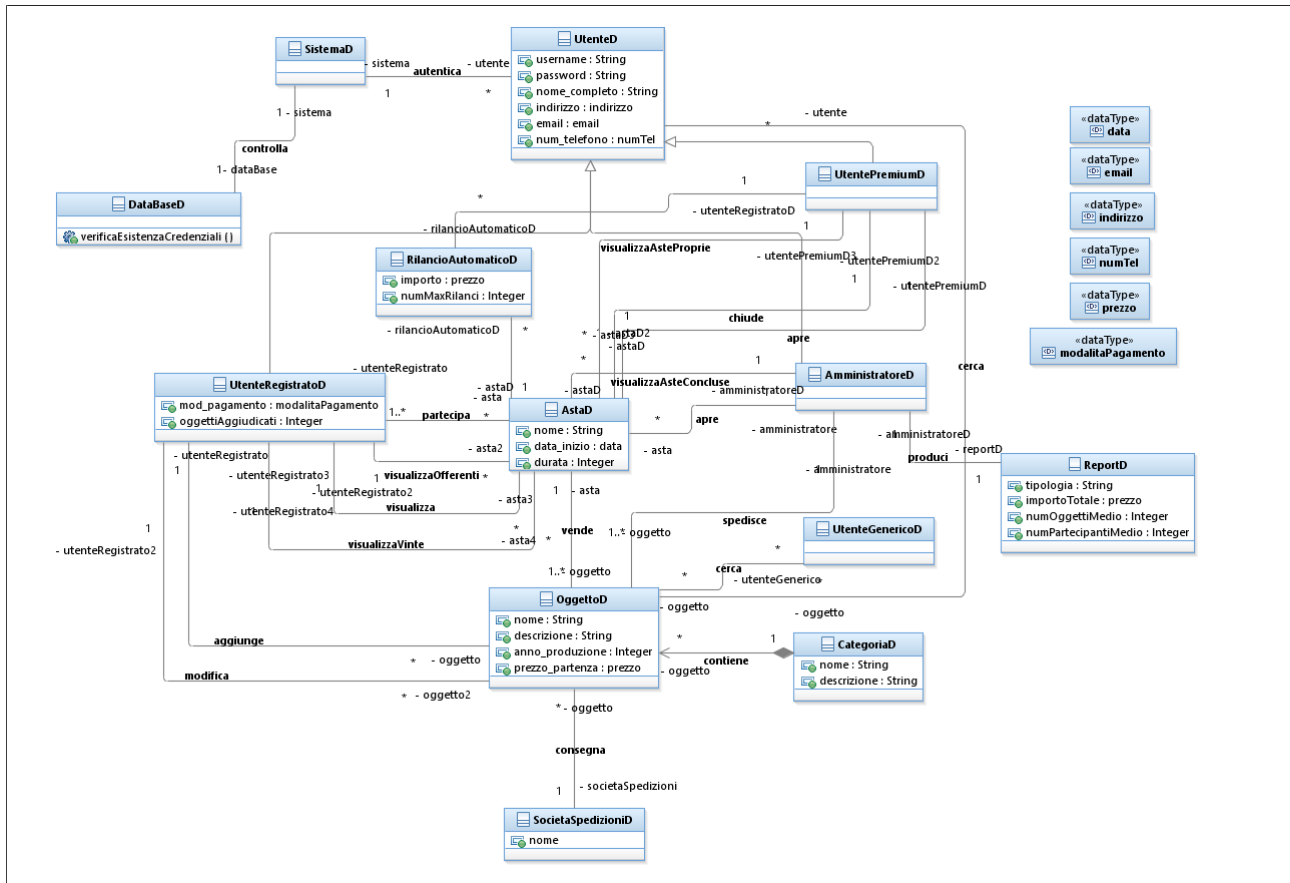 SistemaD
- sistema
autentica
- utente
1
*
UtenteD
username : String
password : String
nome_completo : String
indirizzo : indirizzo
email : email
num_telefono : numTel
1 - sistema
controlla
1- dataBase
DataBaseD
verificaEsistenzaCredenziali ( )
- utente
*
UtentePremiumD
1
*
- utenteRegistratoD
- rilancioAutomaticoD
1
visualizzaAsteProprie
- utentePremiumD3
- utentePremiumD2
1
- utentePremiumD
RilancioAutomaticoD
importo : prezzo
numMaxRilanci : Integer
- rilancioAutomaticoD
*
1
chiude
- astaD2
- astaD3
- astaD
*
apre
1
«dataType»
data
«dataType»
email
«dataType»
indirizzo
«dataType»
numTel
«dataType»
prezzo
«dataType»
modalitaPagamento
cerca
- utenteRegistrato
UtenteRegistratoD
mod_pagamento : modalitaPagamento
oggettiAggiudicati : Integer
1..*
partecipa
*
- astaD
- asta
1
- astaD
visualizzaAsteConcluse
- amministratoreD
AmministratoreD
AstaD
nome : String
data_inizio : data
durata : Integer
*
apre
- asta
- amministratore
- amministratoreD
- reportD
produci
1
ReportD
tipologia : String
importoTotale : prezzo
numOggettiMedio : Integer
numPartecipantiMedio : Integer
- utenteRegistrato
1
- utenteRegistrato3
1
- asta2
visualizzaOfferenti
*
- utenteRegistrato2
- utenteRegistrato4
visualizza
- asta3
*
visualizzaVinte
- asta4
*
1
- asta
vende
1..*
- oggetto
- amministratore
spedisce
1..*
- oggetto
UtenteGenericoD
*
cerca
- utenteGenerico
*
*
- oggetto
- oggetto
1
- utenteRegistrato2
OggettoD
nome : String
descrizione : String
anno_produzione : Integer
prezzo_partenza : prezzo
aggiunge
*
- oggetto
modifica
*
- oggetto2
*
contiene
1
- oggetto
CategoriaD
nome : String
descrizione : String
*
- oggetto
consegna
1
- societaSpedizioni
SocietaSpedizioniD
nome